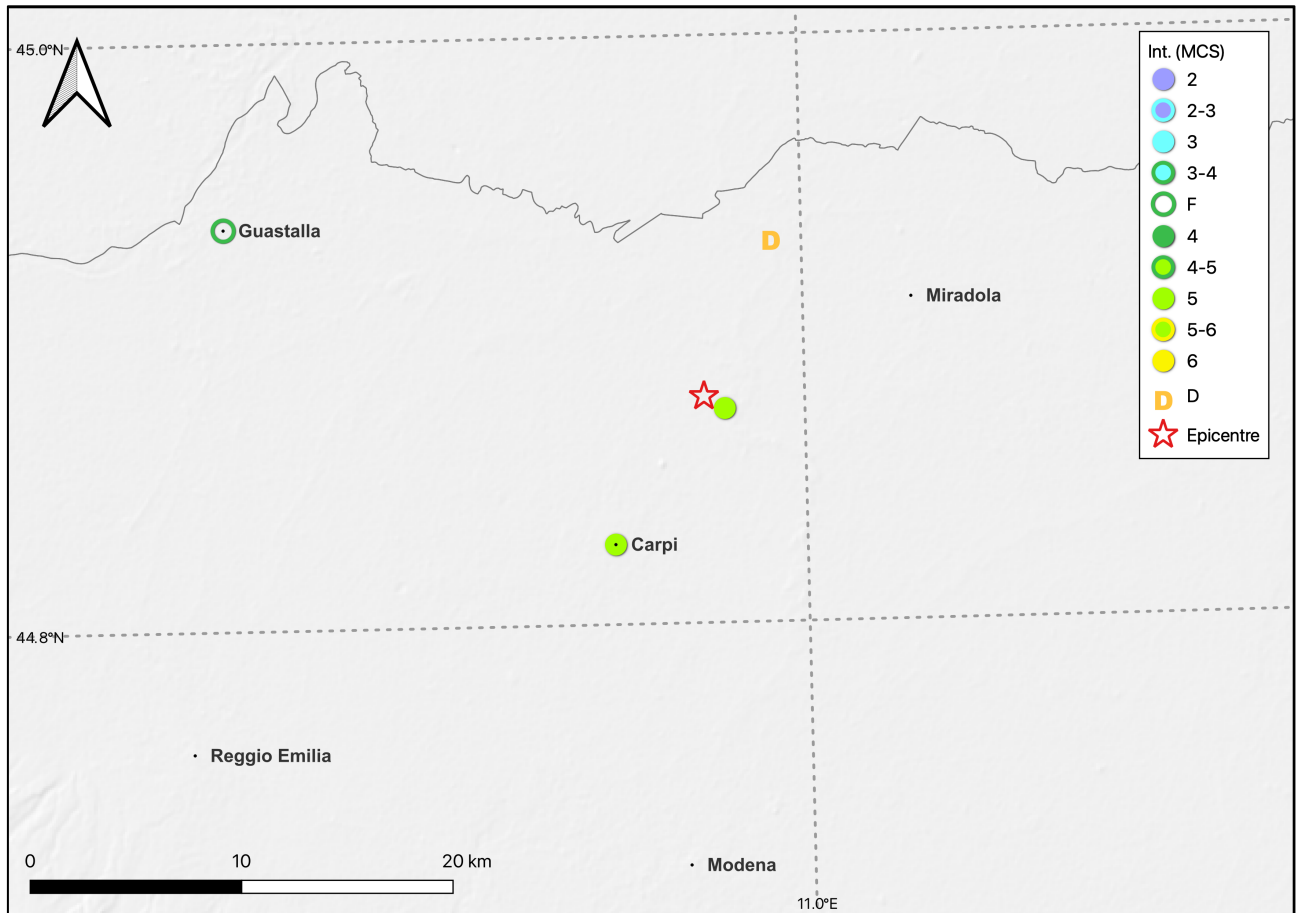 45.0°N
Int. (MCS)
2
2-3
3
3-4
F
4
4-5
5
5-6
6
D D
Epicentre
Guastalla
D
Miradola
Carpi
44.8°N
Reggio Emilia
Modena
0 10 20 km
11.0°E